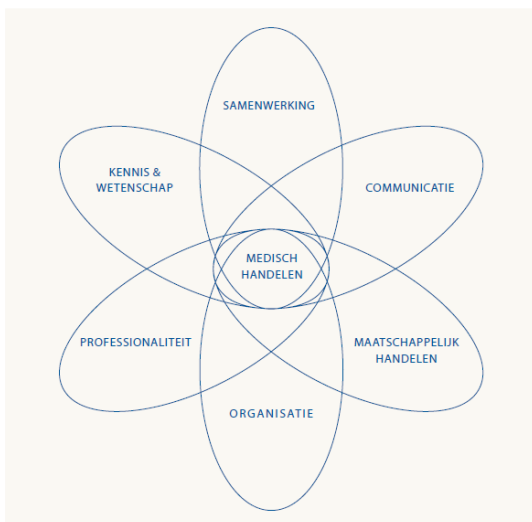 SAMENWERKING
KENNIS &
WETENSCHAP
COMMUNICATIE
MEDISCH
HANDELEN
PROFESSIONALITEIT
MAATSCHAPPELIJK
HANDELEN
ORGANISATIE